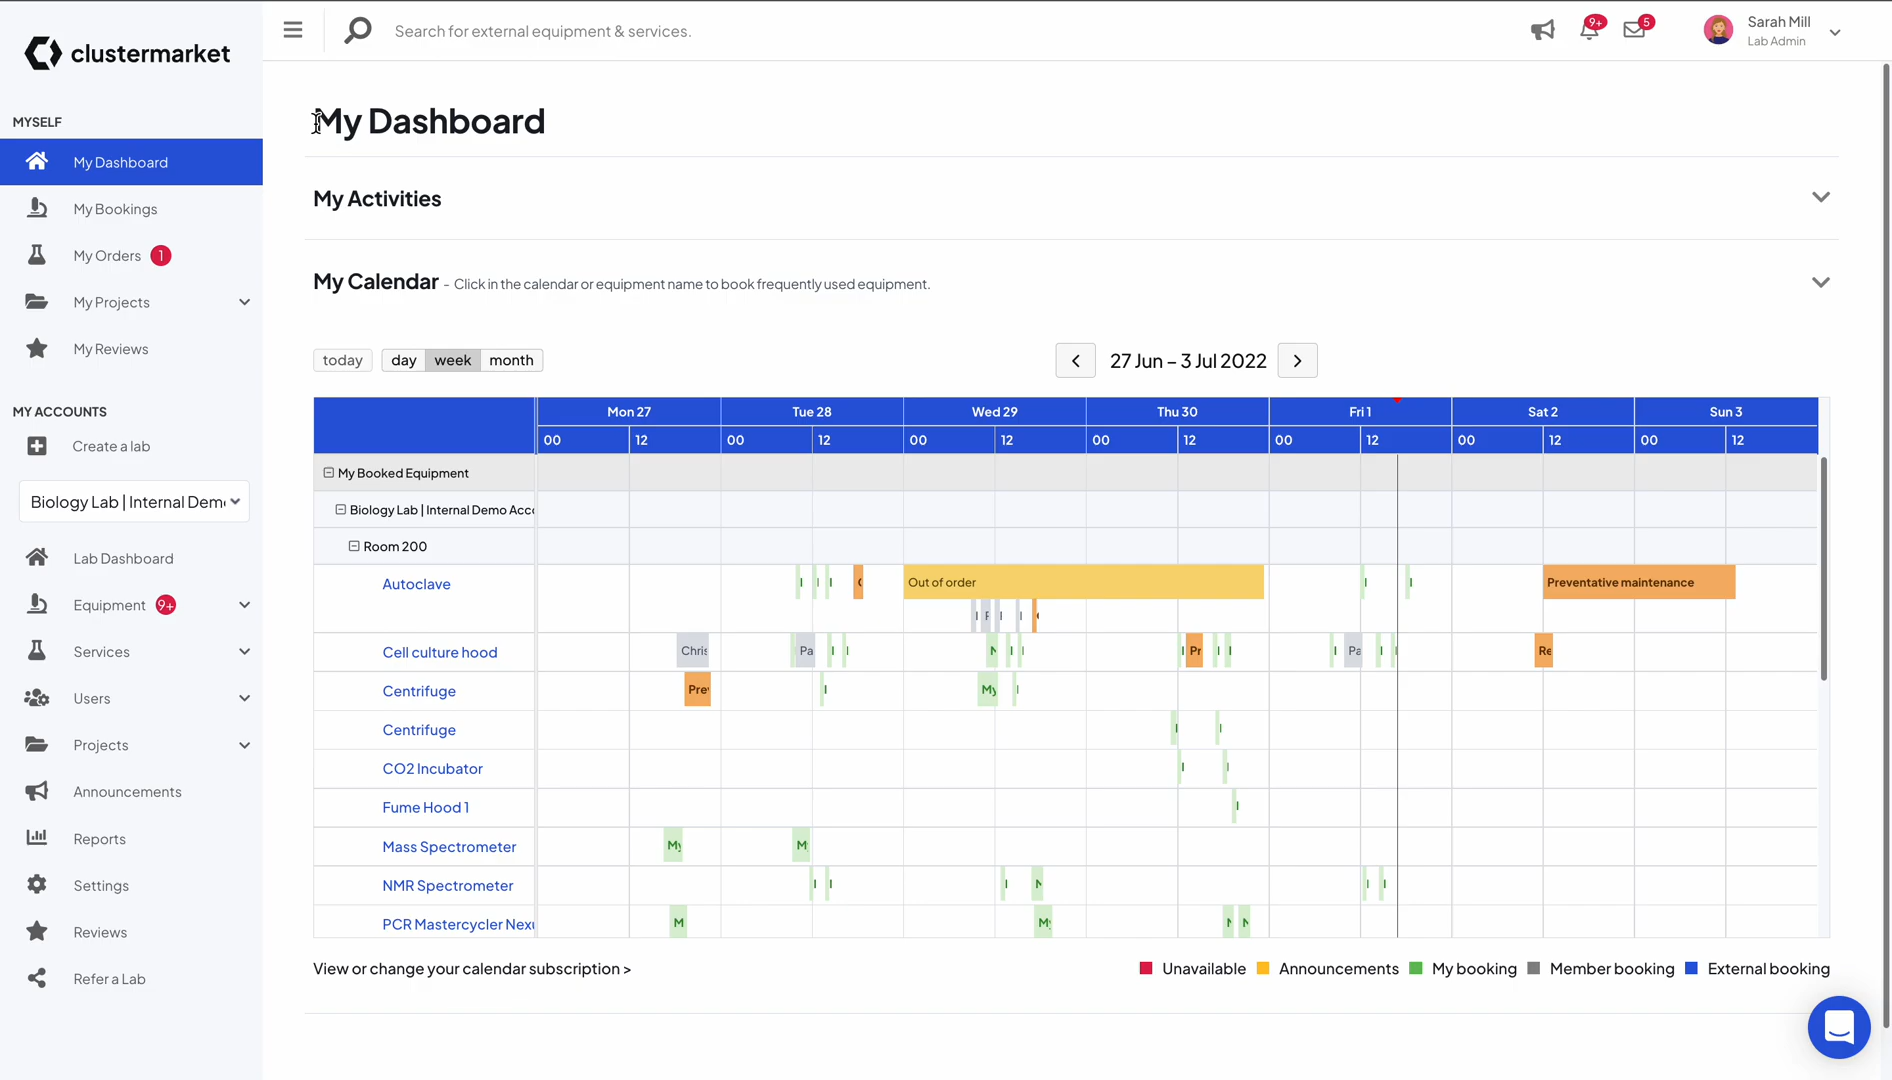 clustermarket
Search for external equipment & services.
9+
5
Sarah Mill
Lab Admin
MYSELF
My Dashboard
My Bookings
My Orders 1
My Projects
My Reviews
MY ACCOUNTS
Create a lab
Biology Lab | Internal Dem
Lab Dashboard
Equipment 9+
Services
Users
Projects
Announcements
Reports
Settings
Reviews
Refer a Lab
My Dashboard
My Activities
My Calendar - Click in the calendar or equipment name to book frequently used equipment.
today day week month
27 Jun – 3 Jul 2022
Mon 27 Tue 28 Wed 29 Thu 30 Fri 1 Sat 2 Sun 3
00 12 00 12 00 12 00 12 00 12 00 12 00 12
My Booked Equipment
Biology Lab | Internal Demo Acc
Room 200
Autoclave Out of order Preventative maintenance
Cell culture hood Chris Pa Pr Pa Re
Centrifuge Prev My
Centrifuge
CO2 Incubator
Fume Hood 1
Mass Spectrometer My M
NMR Spectrometer
PCR Mastercycler Nexu M My
View or change your calendar subscription >
Unavailable Announcements My booking Member booking External booking